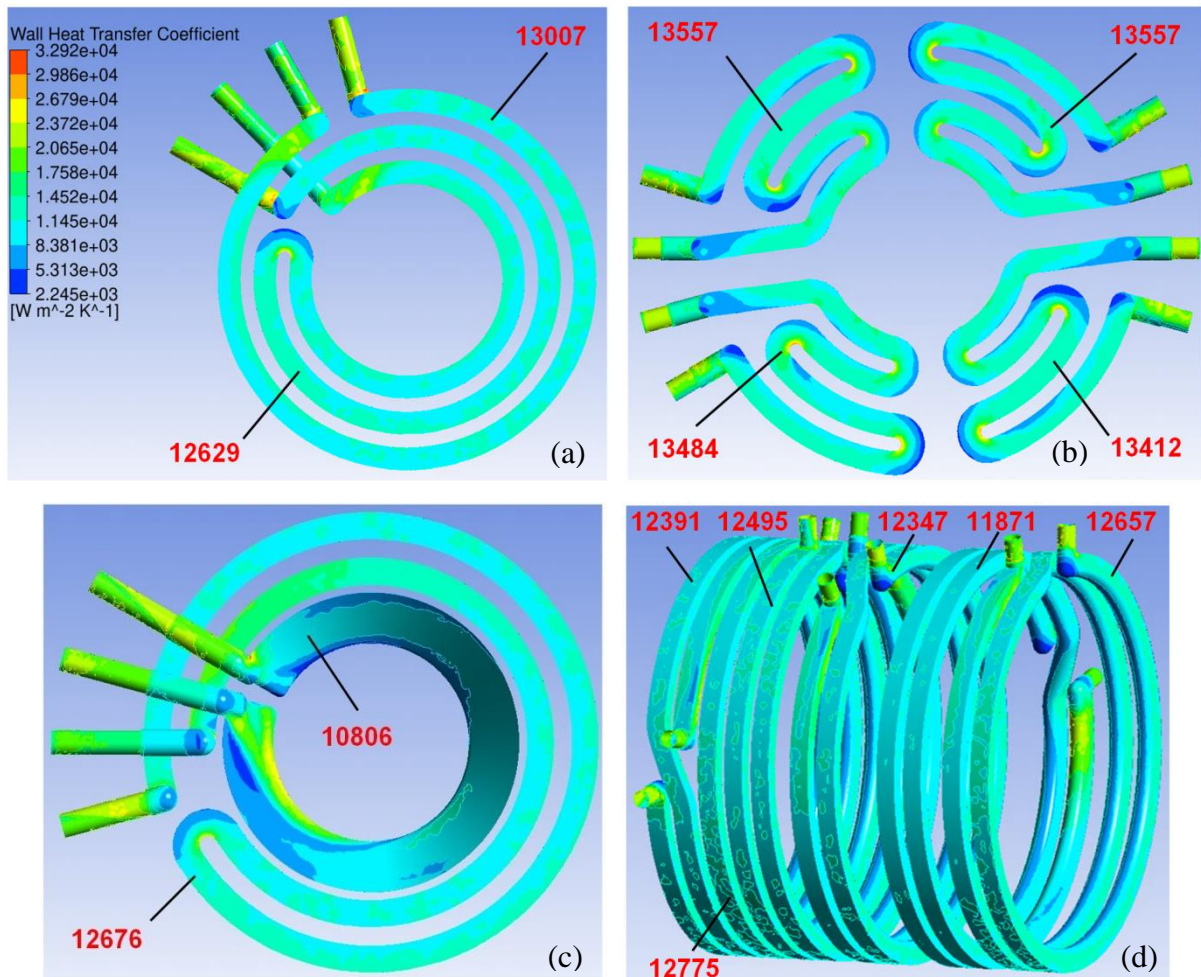 Wall Heat Transfer Coefficient
3.292e+04
2.986e+04
2.679e+04
2.372e+04
2.065e+04
1.758e+04
1.452e+04
1.145e+04
8.381e+03
5.313e+03
2.245e+03
[W m^-2 K^-1]
13007
12629
(a)
13557
13557
13484
13412
(b)
10806
12676
(c)
12391
12495
12347
11871
12657
12775
(d)